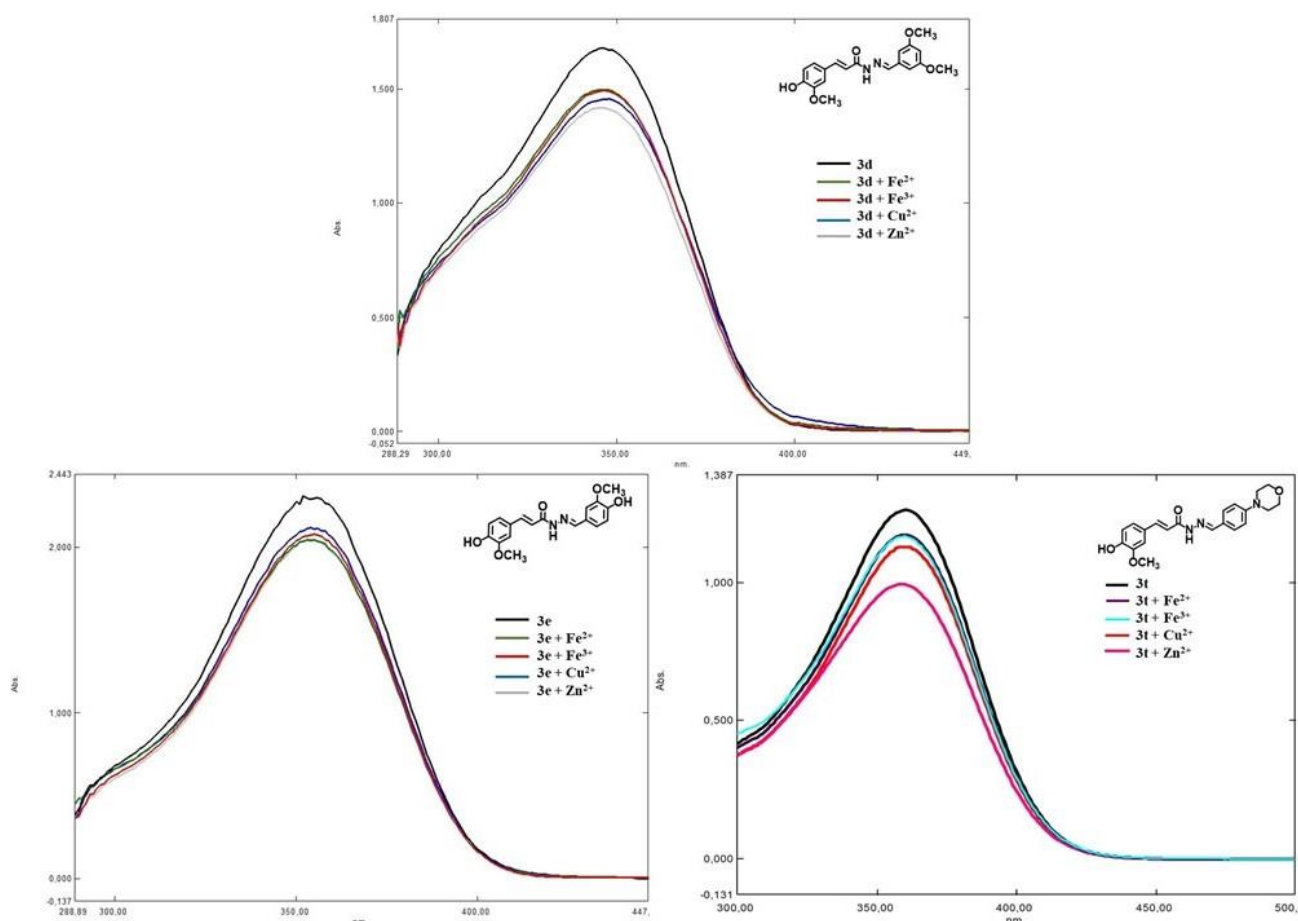 1,807
1,500
1,000
0,500
0,000
-0,052
288,29
300,00
350,00
400,00
449,
Abs.
nm.
O
N
N
H
HO
OCH₃
OCH₃
OCH₃
3d
3d + Fe²⁺
3d + Fe³⁺
3d + Cu²⁺
3d + Zn²⁺
2,443
2,000
1,000
0,000
-0,137
288,89
300,00
350,00
400,00
447,
Abs.
O
N
N
H
HO
OCH₃
OCH₃
OH
3e
3e + Fe²⁺
3e + Fe³⁺
3e + Cu²⁺
3e + Zn²⁺
1,387
1,000
0,500
0,000
-0,131
300,00
350,00
400,00
450,00
500,
Abs.
nm
O
N
N
H
HO
OCH₃
N
O
3t
3t + Fe²⁺
3t + Fe³⁺
3t + Cu²⁺
3t + Zn²⁺